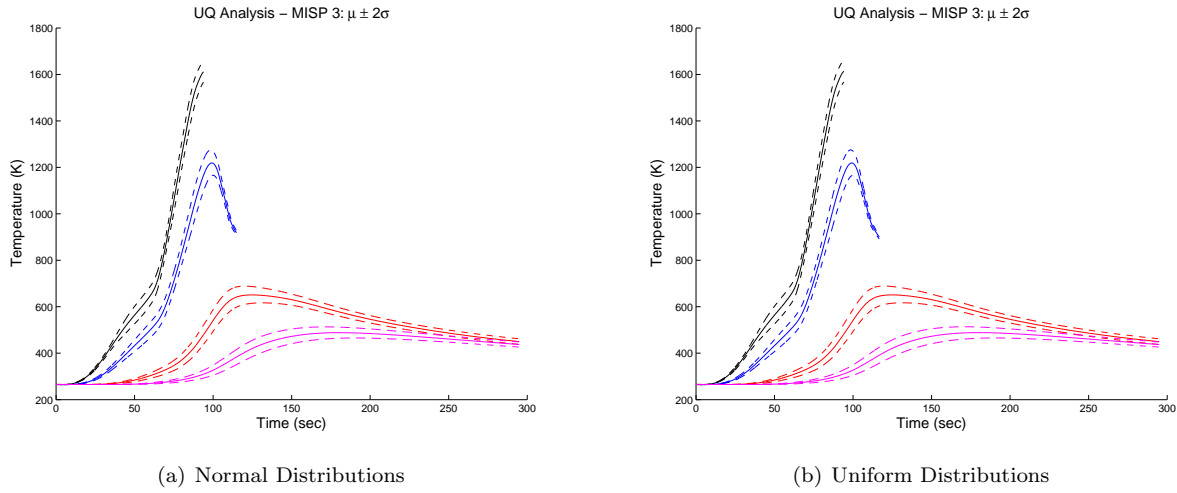 UQ Analysis – MISP 3: μ ± 2σ
1800
1600
1400
1200
1000
800
600
400
200
Temperature (K)
0 50 100 150 200 250 300
Time (sec)
(a) Normal Distributions
UQ Analysis – MISP 3: μ ± 2σ
1800
1600
1400
1200
1000
800
600
400
200
Temperature (K)
0 50 100 150 200 250 300
Time (sec)
(b) Uniform Distributions